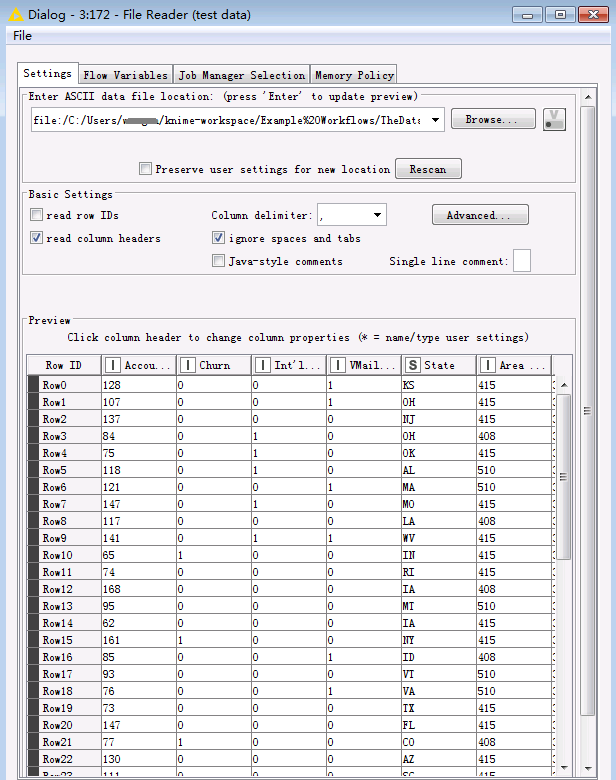 Dialog - 3:172 - File Reader (test data)
File
Settings Flow Variables Job Manager Selection Memory Policy
Enter ASCII data file location: (press 'Enter' to update preview)
file:/C:/Users/ /knime-workspace/Example%20Workflows/TheData Browse... V
Preserve user settings for new location Rescan
Basic Settings
read row IDs Column delimiter: , Advanced...
read column headers ignore spaces and tabs
Java-style comments Single line comment:
Preview
Click column header to change column properties (* = name/type user settings)
Row ID I Accou... I Churn I Int'l... I VMail... S State I Area ...
Row0 128 0 0 1 KS 415
Row1 107 0 0 1 OH 415
Row2 137 0 0 0 NJ 415
Row3 84 0 1 0 OH 408
Row4 75 0 1 0 OK 415
Row5 118 0 1 0 AL 510
Row6 121 0 0 1 MA 510
Row7 147 0 1 0 MO 415
Row8 117 0 0 0 LA 408
Row9 141 0 1 1 WV 415
Row10 65 1 0 0 IN 415
Row11 74 0 0 0 RI 415
Row12 168 0 0 0 IA 408
Row13 95 0 0 0 MT 510
Row14 62 0 0 0 IA 415
Row15 161 1 0 0 NY 415
Row16 85 0 0 1 ID 408
Row17 93 0 0 0 VT 510
Row18 76 0 0 1 VA 510
Row19 73 0 0 0 TX 415
Row20 147 0 0 0 FL 415
Row21 77 1 0 0 CO 408
Row22 130 0 0 0 AZ 415
Row23 111 0 0 0 SC 415